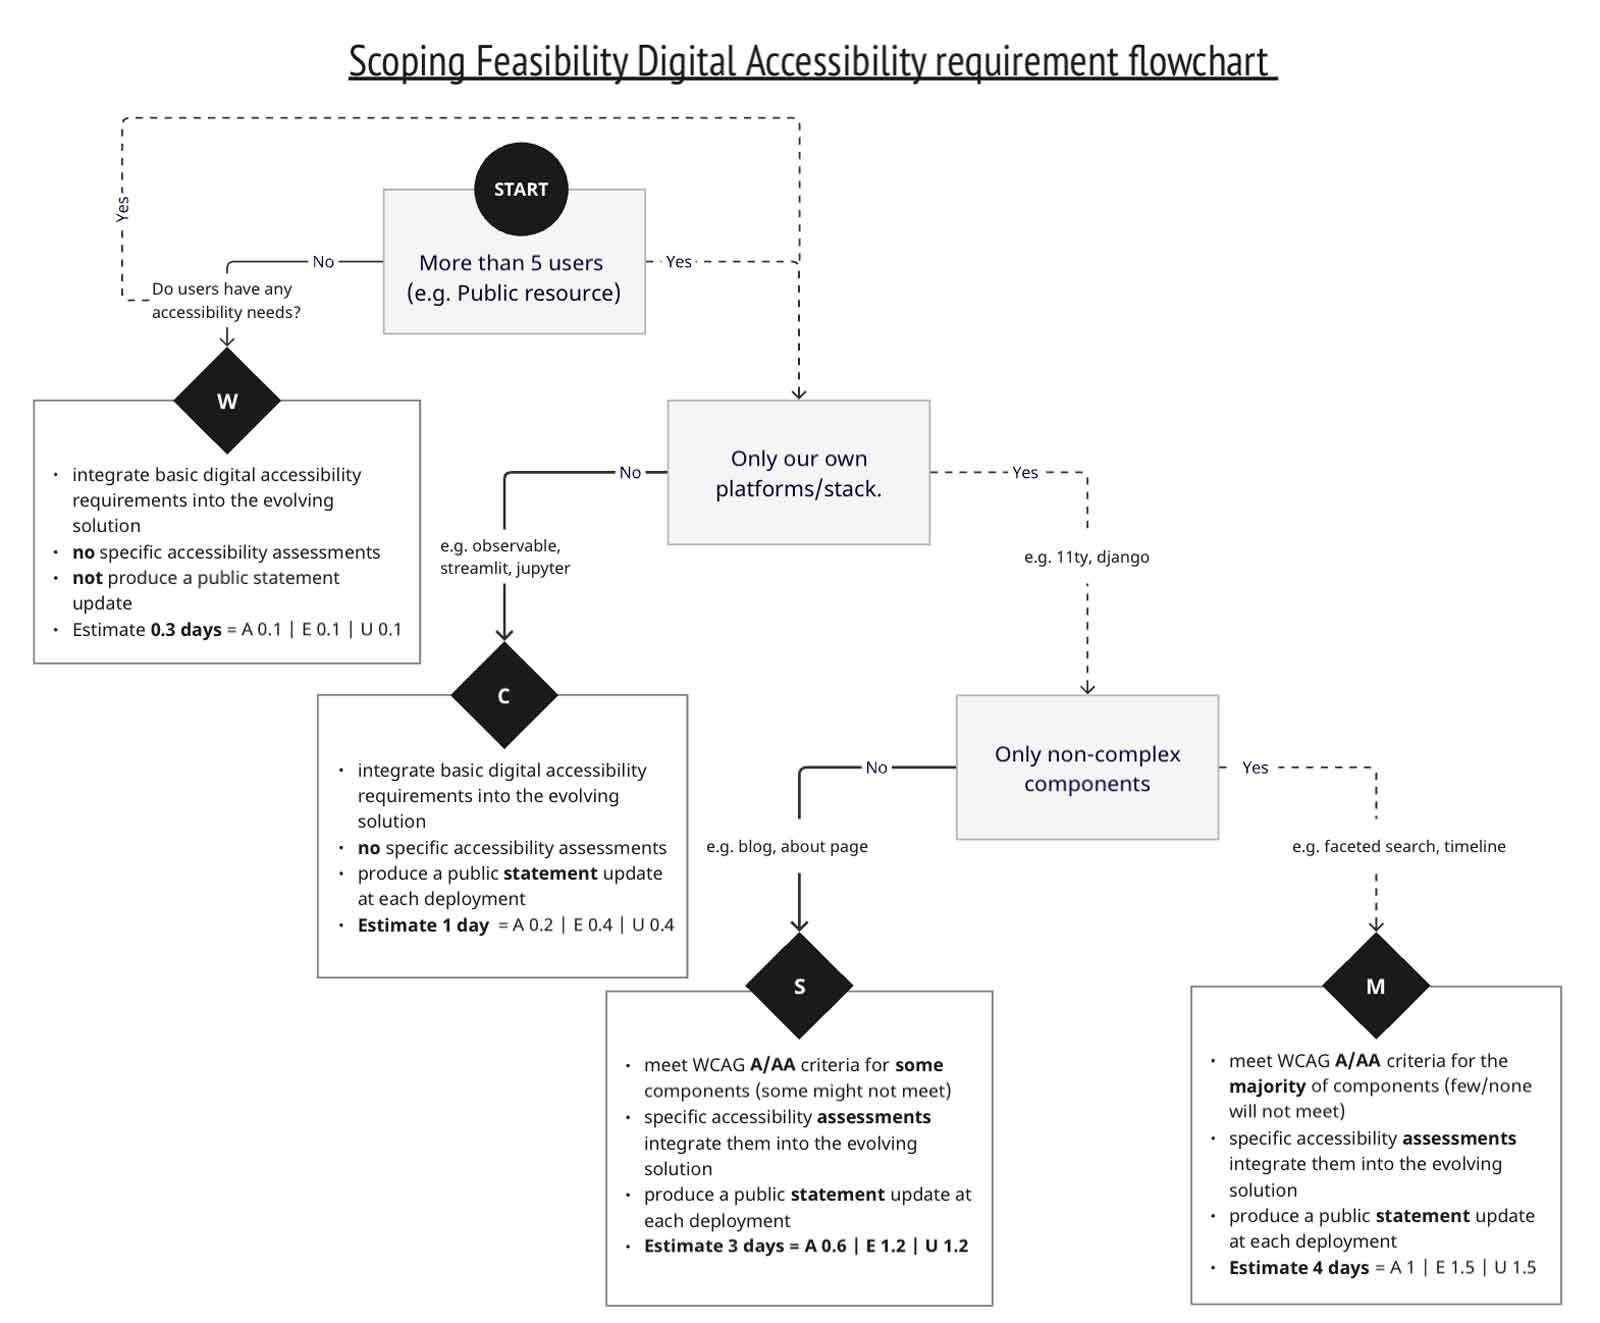 Scoping Feasibility Digital Accessibility requirement flowchart
START
More than 5 users
(e.g. Public resource)
No
Yes
Yes
Do users have any
accessibility needs?
W
• integrate basic digital accessibility
requirements into the evolving
solution
• no specific accessibility assessments
• not produce a public statement
update
• Estimate 0.3 days = A 0.1 | E 0.1 | U 0.1
Only our own
platforms/stack.
No
Yes
e.g. observable,
streamlit, jupyter
e.g. 11ty, django
C
• integrate basic digital accessibility
requirements into the evolving
solution
• no specific accessibility assessments
• produce a public statement update
at each deployment
• Estimate 1 day = A 0.2 | E 0.4 | U 0.4
Only non-complex
components
No
Yes
e.g. blog, about page
e.g. faceted search, timeline
S
• meet WCAG A/AA criteria for some
components (some might not meet)
• specific accessibility assessments
integrate them into the evolving
solution
• produce a public statement update at
each deployment
• Estimate 3 days = A 0.6 | E 1.2 | U 1.2
M
• meet WCAG A/AA criteria for the
majority of components (few/none
will not meet)
• specific accessibility assessments
integrate them into the evolving
solution
• produce a public statement update
at each deployment
• Estimate 4 days = A 1 | E 1.5 | U 1.5